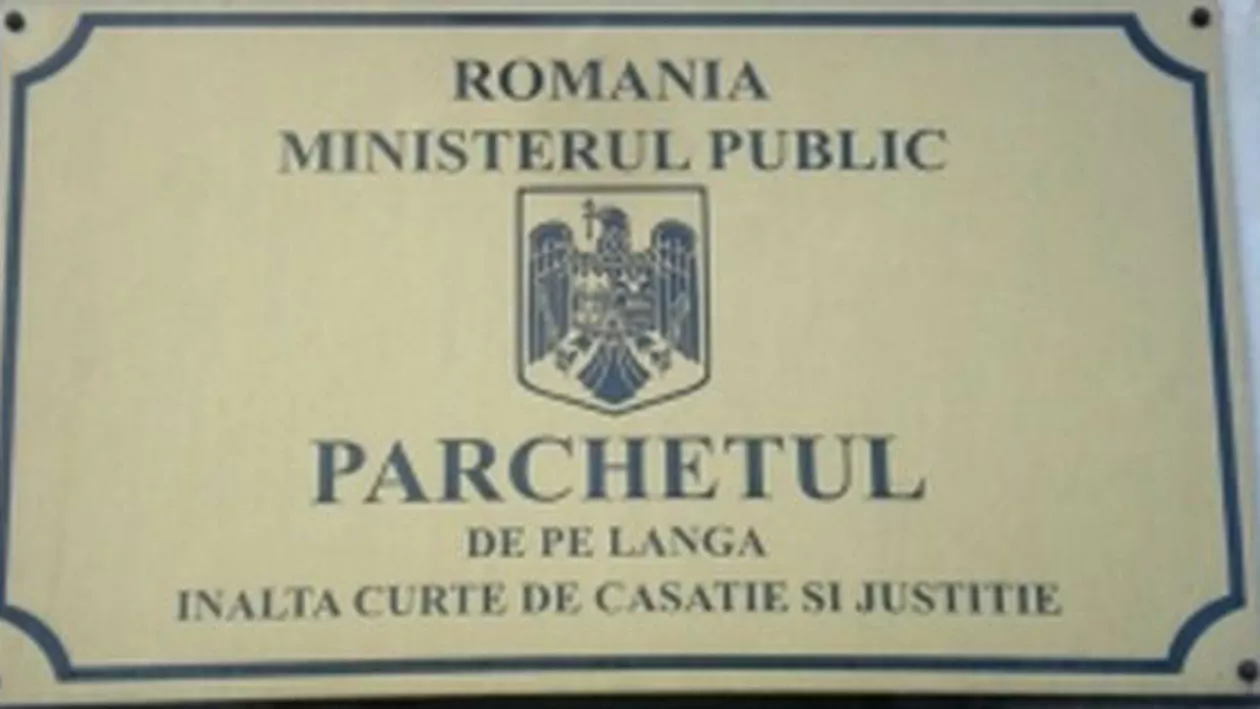 ROMANIA
MINISTERUL PUBLIC
PARCHETUL
DE PE LANGA
INALTA CURTE DE CASATIE SI JUSTITIE